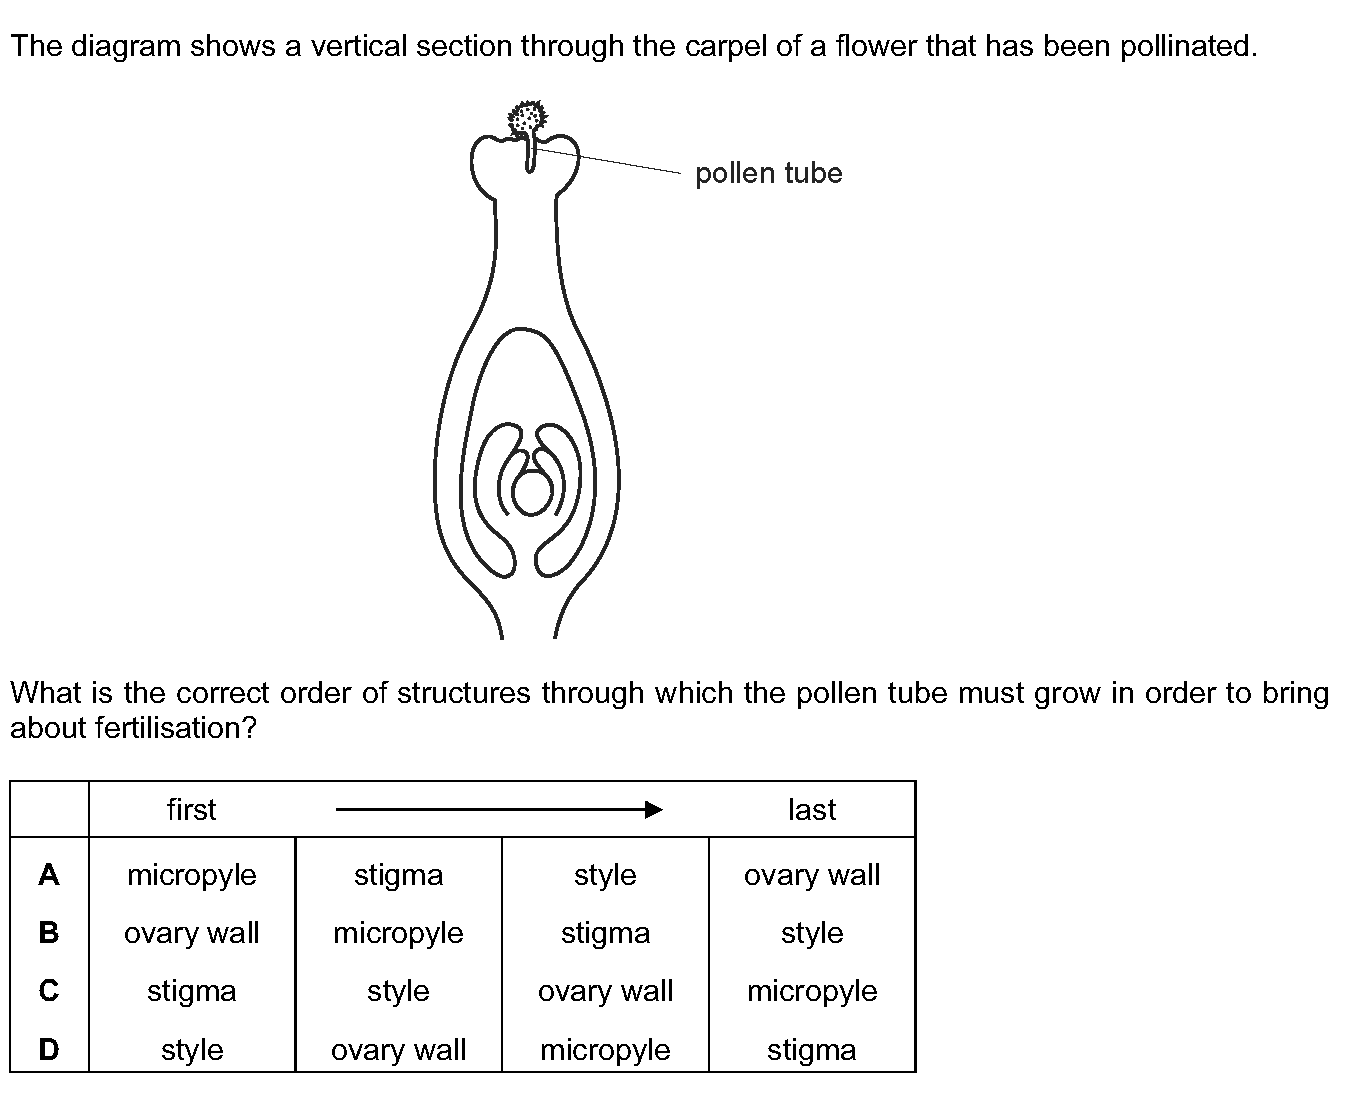 The diagram shows a vertical section through the carpel of a flower that has been pollinated.
pollen tube
What is the correct order of structures through which the pollen tube must grow in order to bring
about fertilisation?
first last
A micropyle stigma style ovary wall
B ovary wall micropyle stigma style
C stigma style ovary wall micropyle
D style ovary wall micropyle stigma